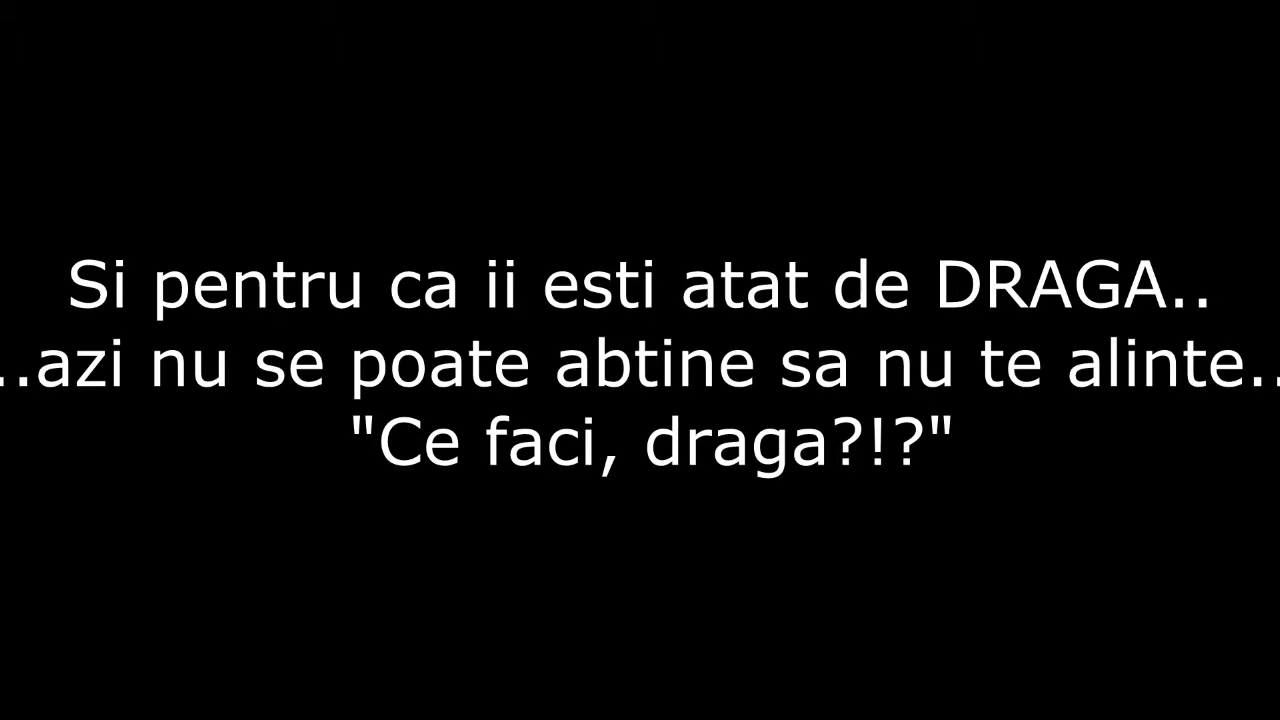 Si pentru ca ii esti atat de DRAGA..
..azi nu se poate abtine sa nu te alinte..
"Ce faci, draga?!?"